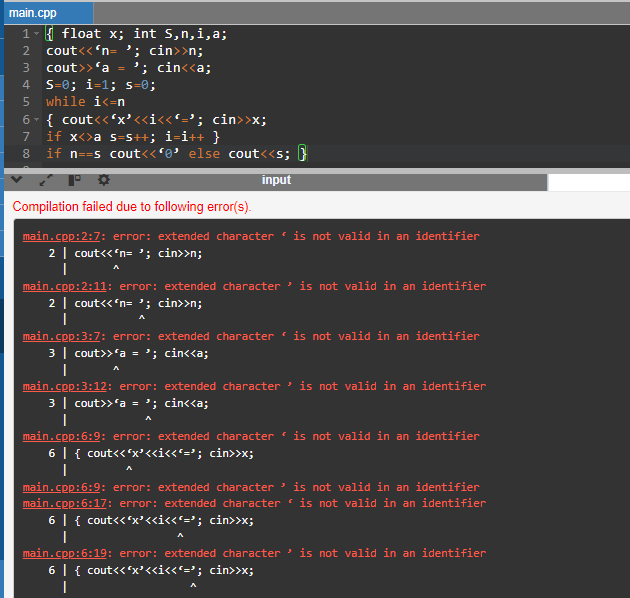 main.cpp
1 { float x; int S,n,i,a;
2 cout<<‘n= ’; cin>>n;
3 cout>>‘a = ’; cin<<a;
4 S=0; i=1; s=0;
5 while i<=n
6 { cout<<‘x’<<i<<‘=’; cin>>x;
7 if x<>a s=s++; i=i++ }
8 if n==s cout<<‘0’ else cout<<s; }
input
Compilation failed due to following error(s).
main.cpp:2:7: error: extended character ‘ is not valid in an identifier
2 | cout<<‘n= ’; cin>>n;
| ^
main.cpp:2:11: error: extended character ’ is not valid in an identifier
2 | cout<<‘n= ’; cin>>n;
| ^
main.cpp:3:7: error: extended character ‘ is not valid in an identifier
3 | cout>>‘a = ’; cin<<a;
| ^
main.cpp:3:12: error: extended character ’ is not valid in an identifier
3 | cout>>‘a = ’; cin<<a;
| ^
main.cpp:6:9: error: extended character ‘ is not valid in an identifier
6 | { cout<<‘x’<<i<<‘=’; cin>>x;
| ^
main.cpp:6:9: error: extended character ’ is not valid in an identifier
main.cpp:6:17: error: extended character ‘ is not valid in an identifier
6 | { cout<<‘x’<<i<<‘=’; cin>>x;
| ^
main.cpp:6:19: error: extended character ’ is not valid in an identifier
6 | { cout<<‘x’<<i<<‘=’; cin>>x;
| ^